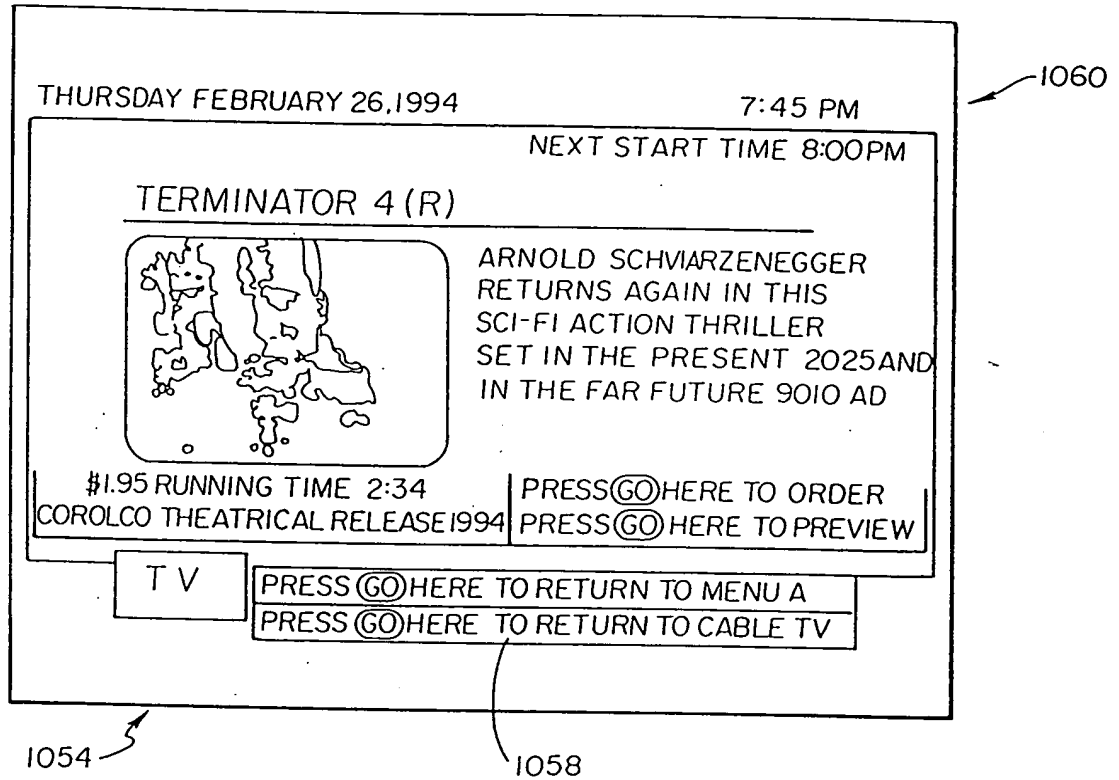 1060
THURSDAY FEBRUARY 26,1994 7:45 PM
NEXT START TIME 8:00PM
TERMINATOR 4 (R)
ARNOLD SCHVIARZENEGGER
RETURNS AGAIN IN THIS
SCI-FI ACTION THRILLER
SET IN THE PRESENT 2025 AND
IN THE FAR FUTURE 9010 AD
$1.95 RUNNING TIME 2:34
COROLCO THEATRICAL RELEASE 1994
PRESS GO HERE TO ORDER
PRESS GO HERE TO PREVIEW
TV
PRESS GO HERE TO RETURN TO MENU A
PRESS GO HERE TO RETURN TO CABLE TV
1054
1058